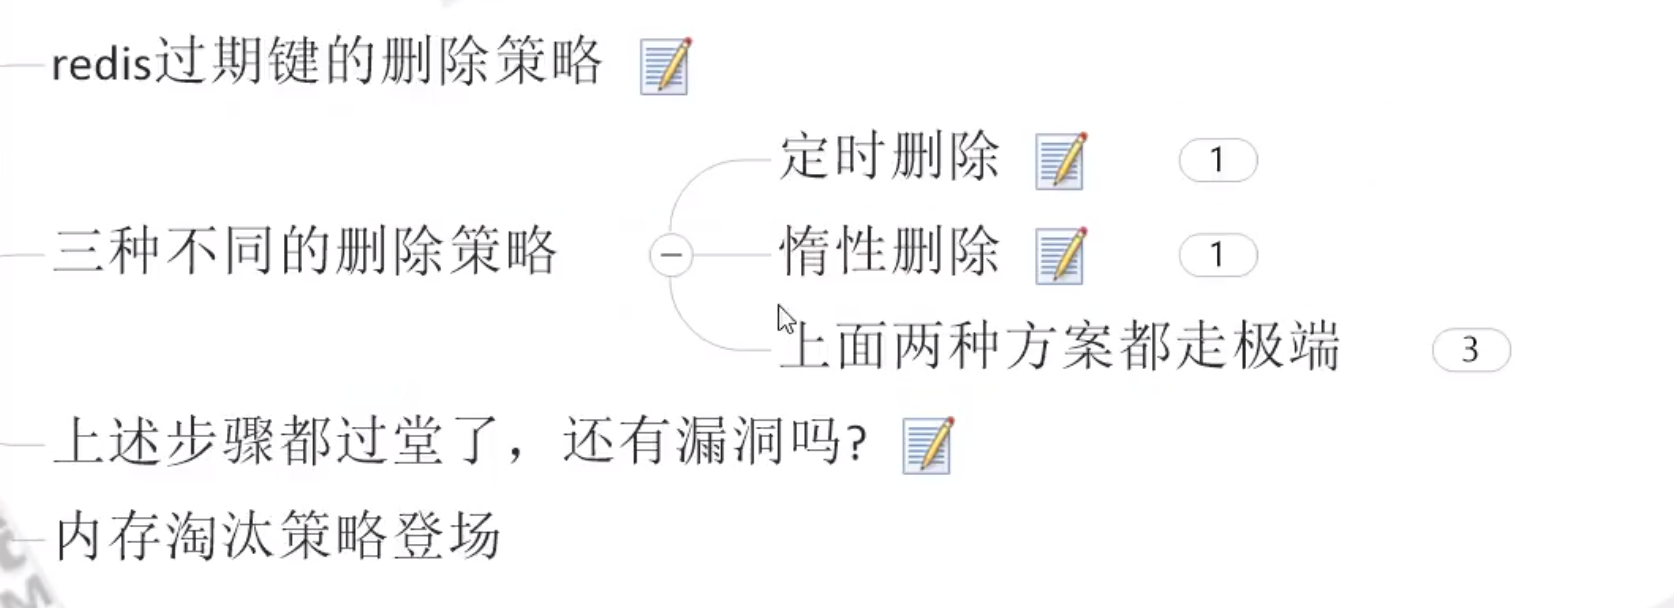 redis过期键的删除策略
定时删除 1
三种不同的删除策略
惰性删除 1
上面两种方案都走极端 3
上述步骤都过堂了，还有漏洞吗?
内存淘汰策略登场